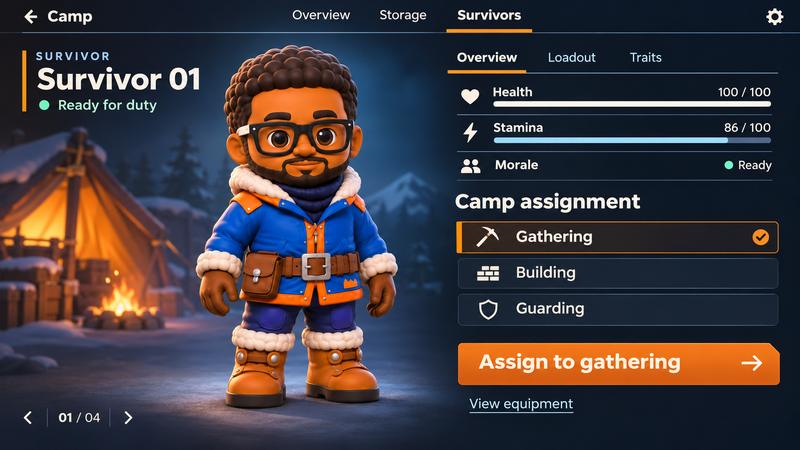 Camp
Overview
Storage
Survivors
SURVIVOR
Survivor 01
Ready for duty
Overview
Loadout
Traits
Health
100 / 100
Stamina
86 / 100
Morale
Ready
Camp assignment
Gathering
Building
Guarding
Assign to gathering
View equipment
01 / 04